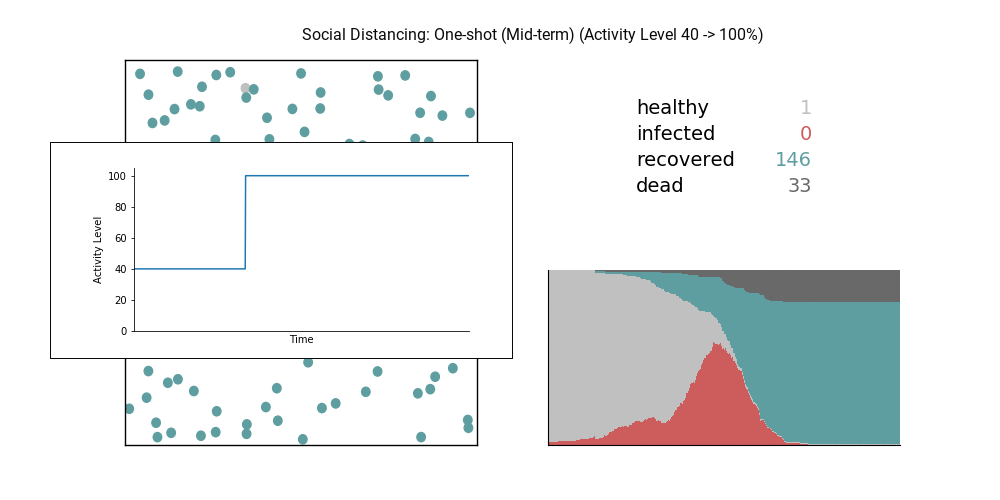 Social Distancing: One-shot (Mid-term) (Activity Level 40 -> 100%)
healthy 1
infected 0
recovered 146
dead 33
100
80
60
40
20
0
Activity Level
Time